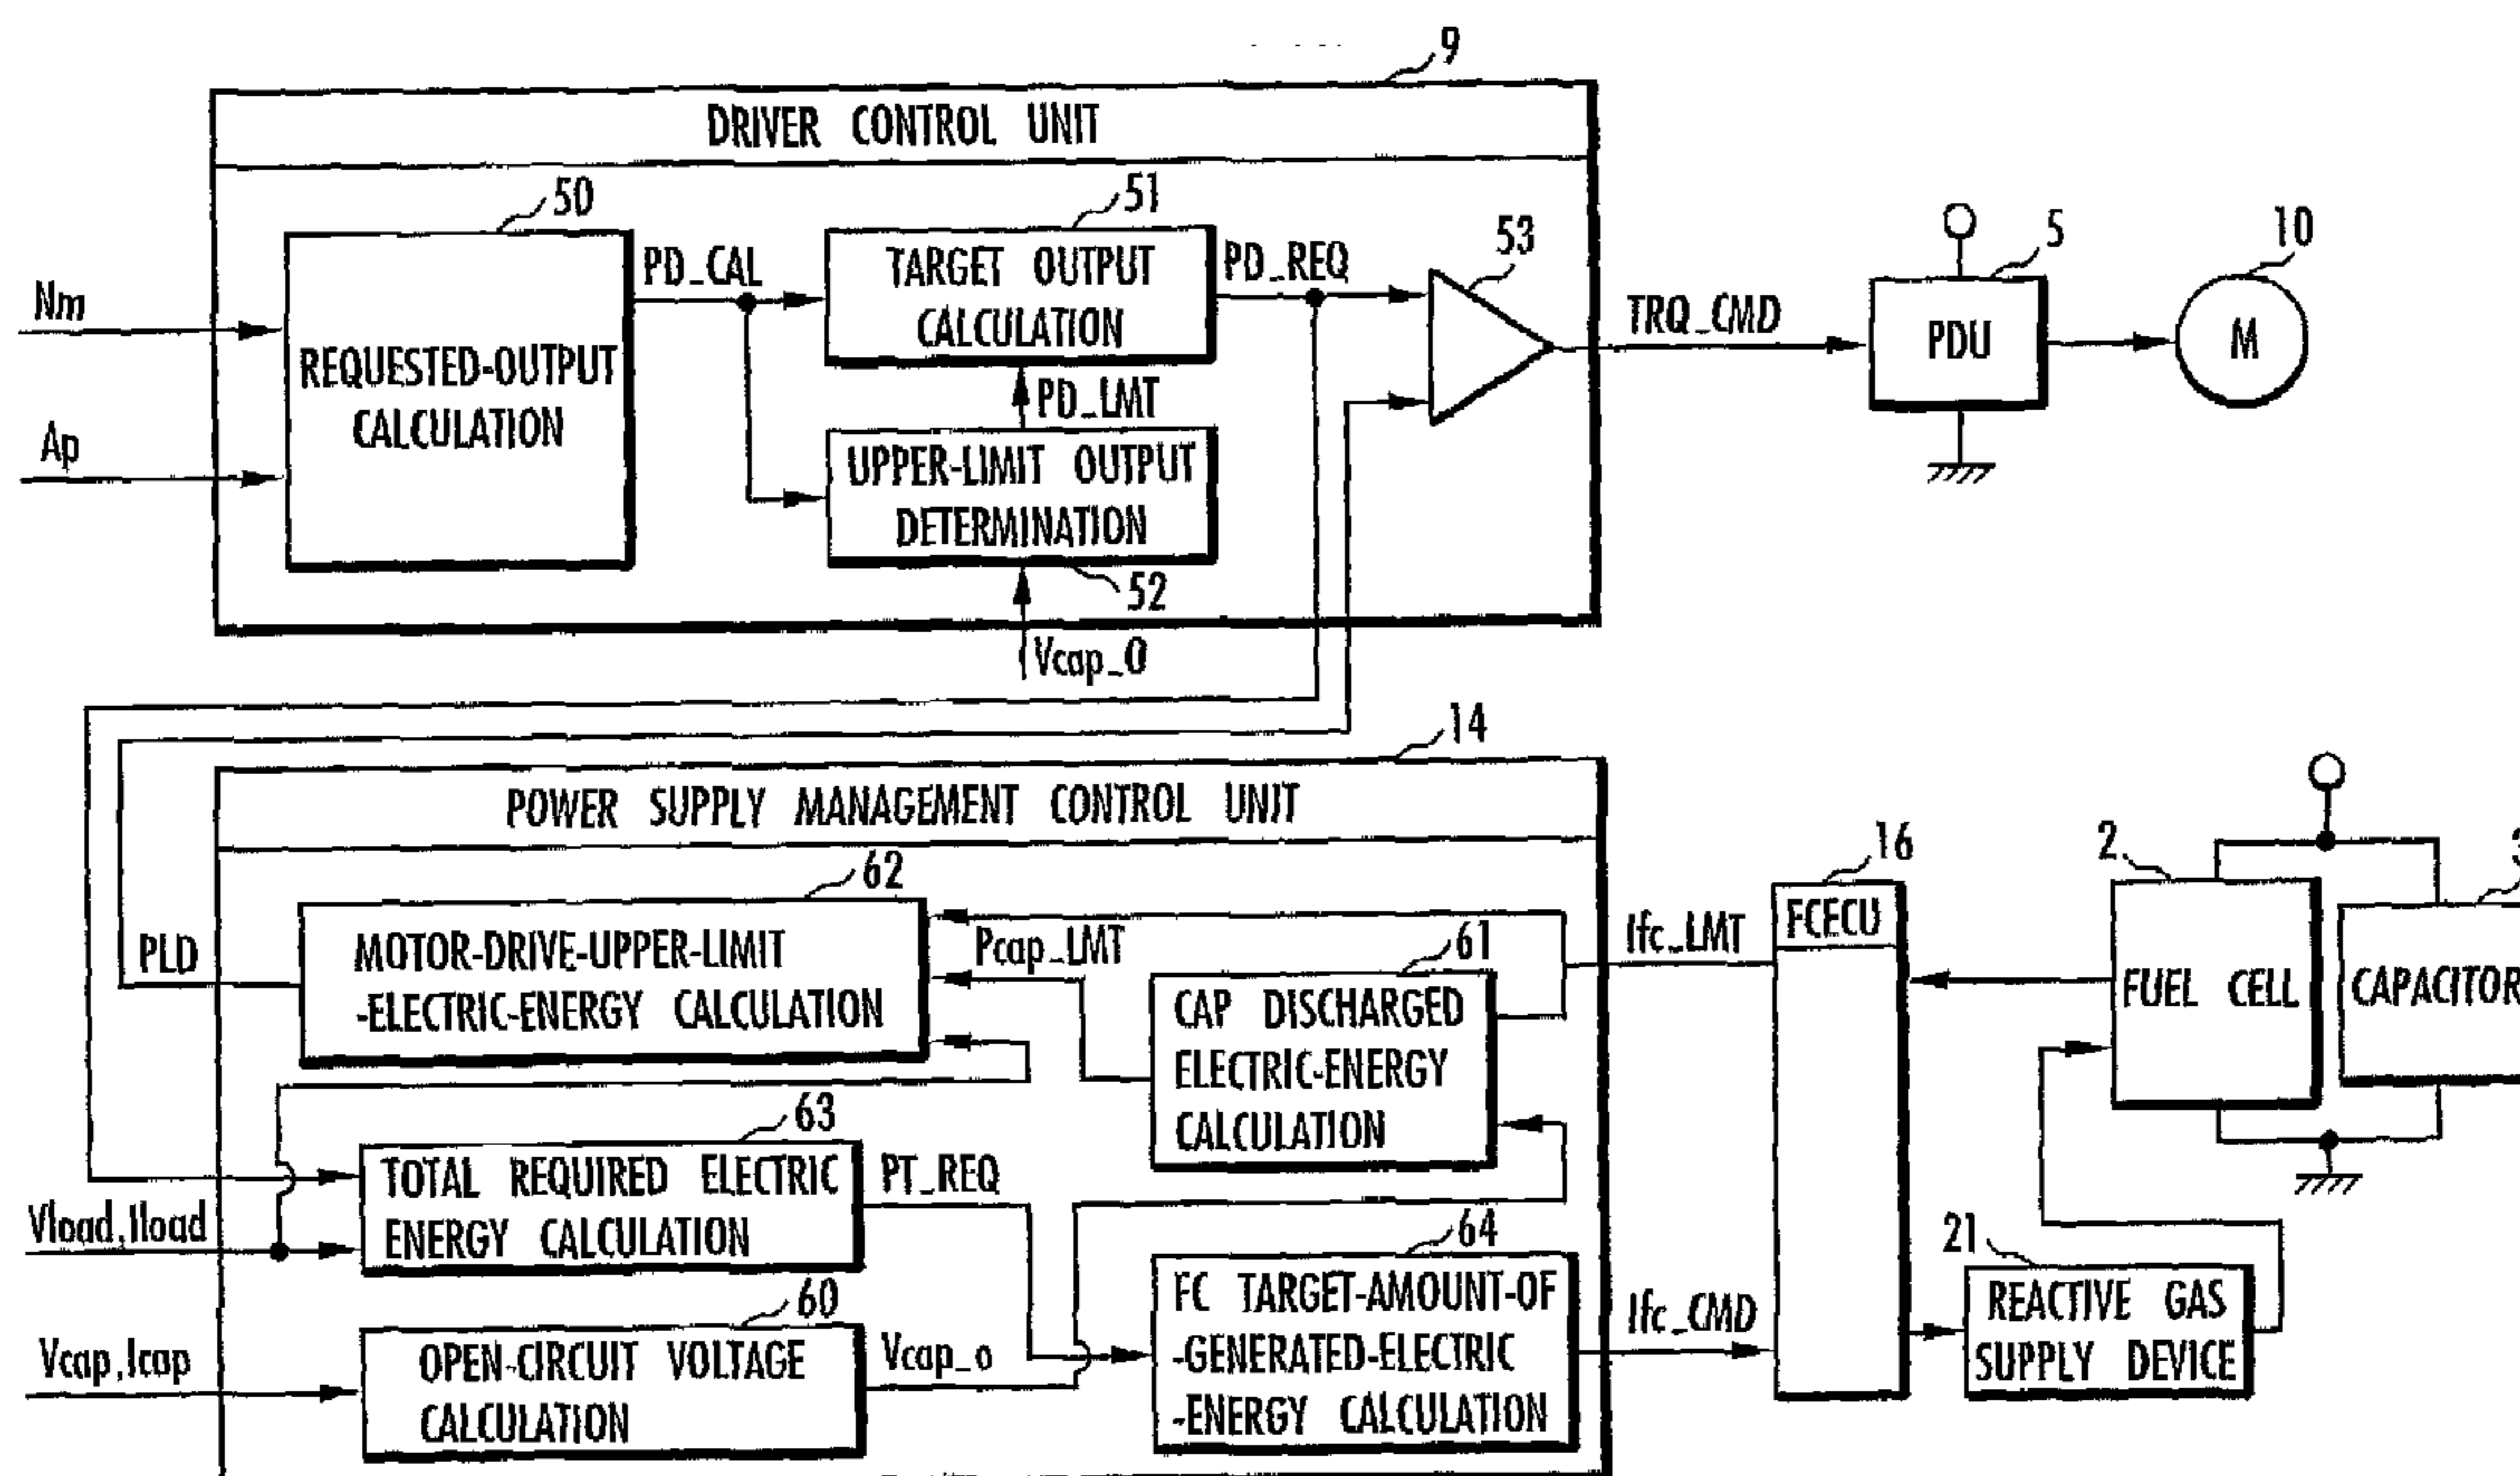 9
DRIVER CONTROL UNIT
50
51
53
5
10
Nm
PD_CAL
TARGET OUTPUT
CALCULATION
PD_REQ
TRQ_CMD
PDU
M
REQUESTED-OUTPUT
CALCULATION
Ap
PD_LMT
UPPER-LIMIT OUTPUT
DETERMINATION
52
Vcap_0
14
POWER SUPPLY MANAGEMENT CONTROL UNIT
62
16
2
3
PLD
MOTOR-DRIVE-UPPER-LIMIT
-ELECTRIC-ENERGY CALCULATION
Pcap_LMT
61
Ifc_LMT
FCECU
CAP DISCHARGED
ELECTRIC-ENERGY
CALCULATION
FUEL CELL
CAPACITOR
63
TOTAL REQUIRED ELECTRIC
ENERGY CALCULATION
PT_REQ
Vload,Iload
64
21
60
FC TARGET-AMOUNT-OF
-GENERATED-ELECTRIC
-ENERGY CALCULATION
Ifc_CMD
REACTIVE GAS
SUPPLY DEVICE
Vcap,Icap
OPEN-CIRCUIT VOLTAGE
CALCULATION
Vcap_o